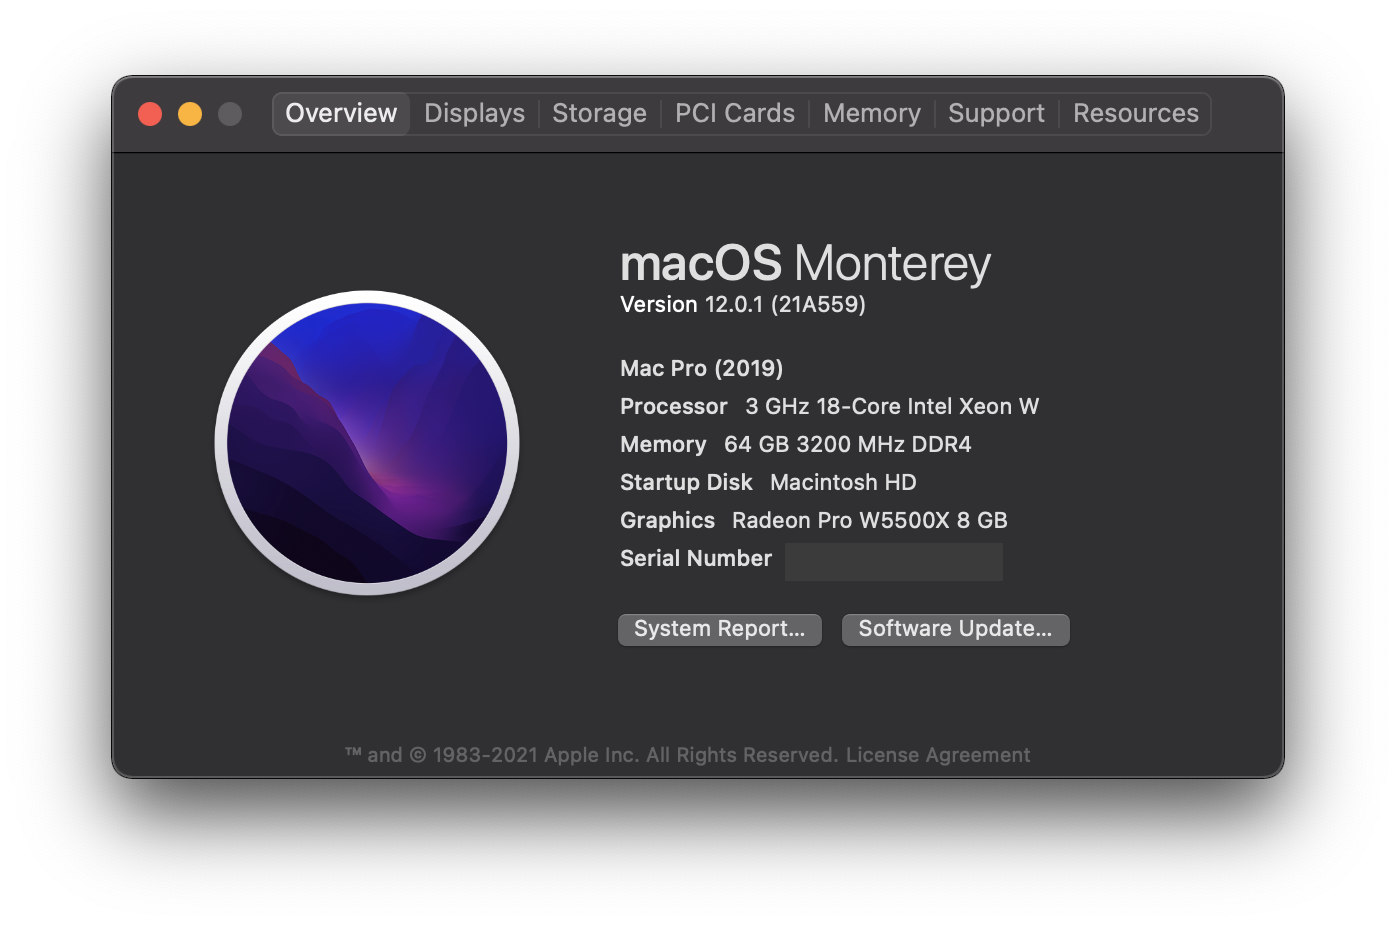 Overview Displays Storage PCI Cards Memory Support Resources
macOS Monterey
Version 12.0.1 (21A559)
Mac Pro (2019)
Processor 3 GHz 18-Core Intel Xeon W
Memory 64 GB 3200 MHz DDR4
Startup Disk Macintosh HD
Graphics Radeon Pro W5500X 8 GB
Serial Number
System Report... Software Update...
™ and © 1983-2021 Apple Inc. All Rights Reserved. License Agreement